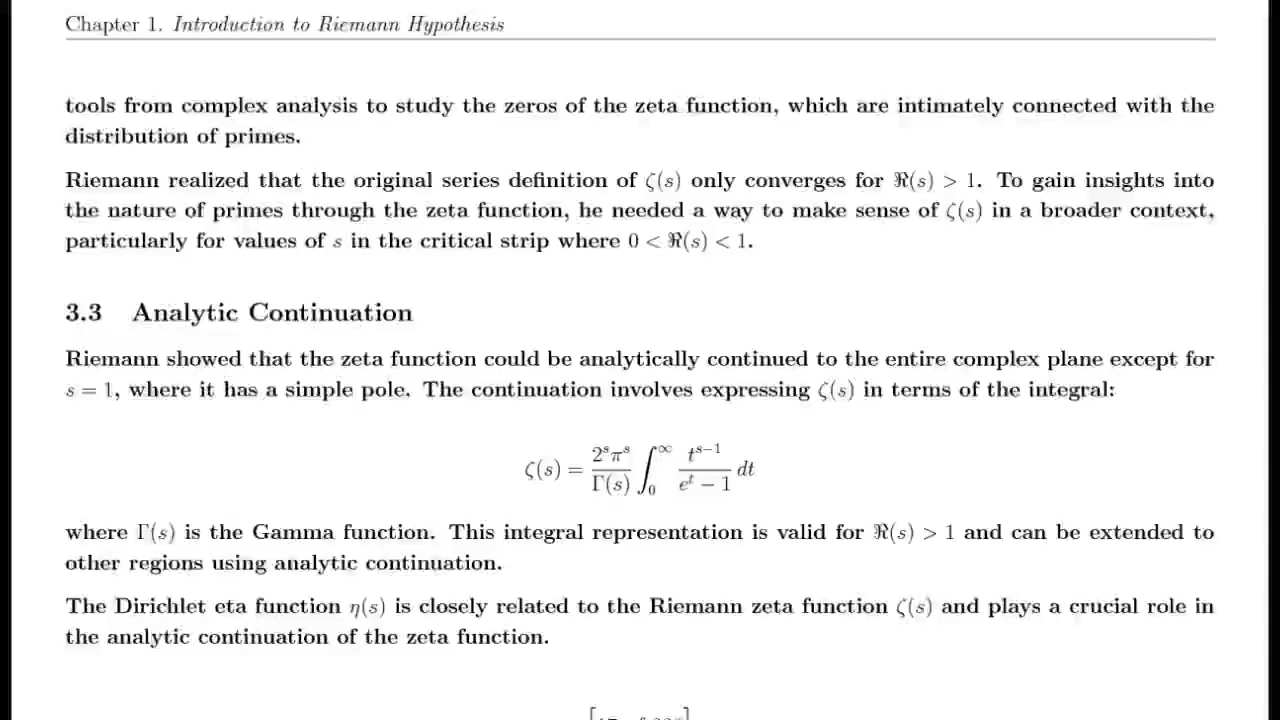 Chapter 1. Introduction to Riemann Hypothesis
tools from complex analysis to study the zeros of the zeta function, which are intimately connected with the
distribution of primes.
Riemann realized that the original series definition of ζ(s) only converges for ℜ(s) > 1. To gain insights into
the nature of primes through the zeta function, he needed a way to make sense of ζ(s) in a broader context,
particularly for values of s in the critical strip where 0 < ℜ(s) < 1.
3.3 Analytic Continuation
Riemann showed that the zeta function could be analytically continued to the entire complex plane except for
s = 1, where it has a simple pole. The continuation involves expressing ζ(s) in terms of the integral:
ζ(s) = \frac{2^s π^s}{Γ(s)} ∫_0^∞ \frac{t^{s−1}}{e^t − 1} dt
where Γ(s) is the Gamma function. This integral representation is valid for ℜ(s) > 1 and can be extended to
other regions using analytic continuation.
The Dirichlet eta function η(s) is closely related to the Riemann zeta function ζ(s) and plays a crucial role in
the analytic continuation of the zeta function.